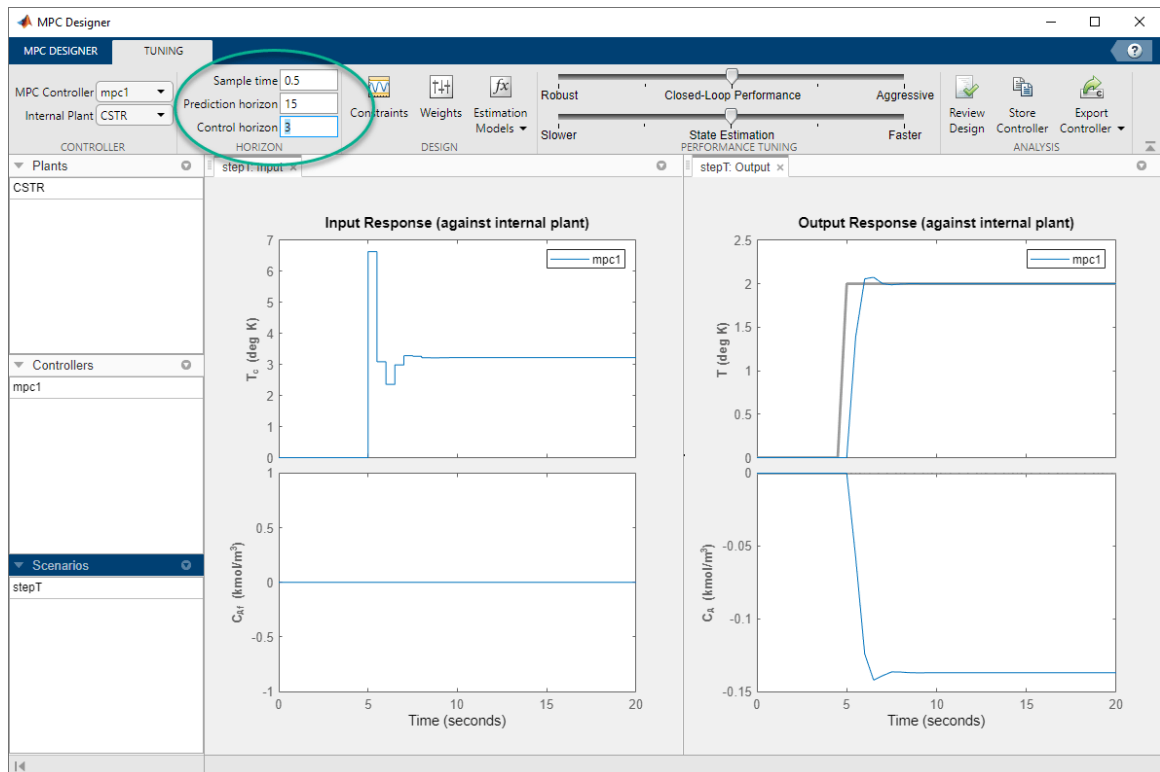 MPC Designer
MPC DESIGNER TUNING ?
MPC Controller mpc1
Internal Plant CSTR
CONTROLLER
Sample time 0.5
Prediction horizon 15
Control horizon 3
HORIZON
Constraints Weights Estimation
Models
DESIGN
Robust Closed-Loop Performance Aggressive
Slower State Estimation Faster
PERFORMANCE TUNING
Review Store Export
Design Controller Controller
ANALYSIS
Plants
CSTR
Controllers
mpc1
Scenarios
stepT
stepT: Input ×
Input Response (against internal plant)
mpc1
7
6
5
4
3
2
1
0
T_c (deg K)
1
0.5
0
-0.5
-1
C_Af (kmol/m³)
0 5 10 15 20
Time (seconds)
stepT: Output ×
Output Response (against internal plant)
mpc1
2.5
2
1.5
1
0.5
0
T (deg K)
0
-0.05
-0.1
-0.15
C_A (kmol/m³)
0 5 10 15 20
Time (seconds)